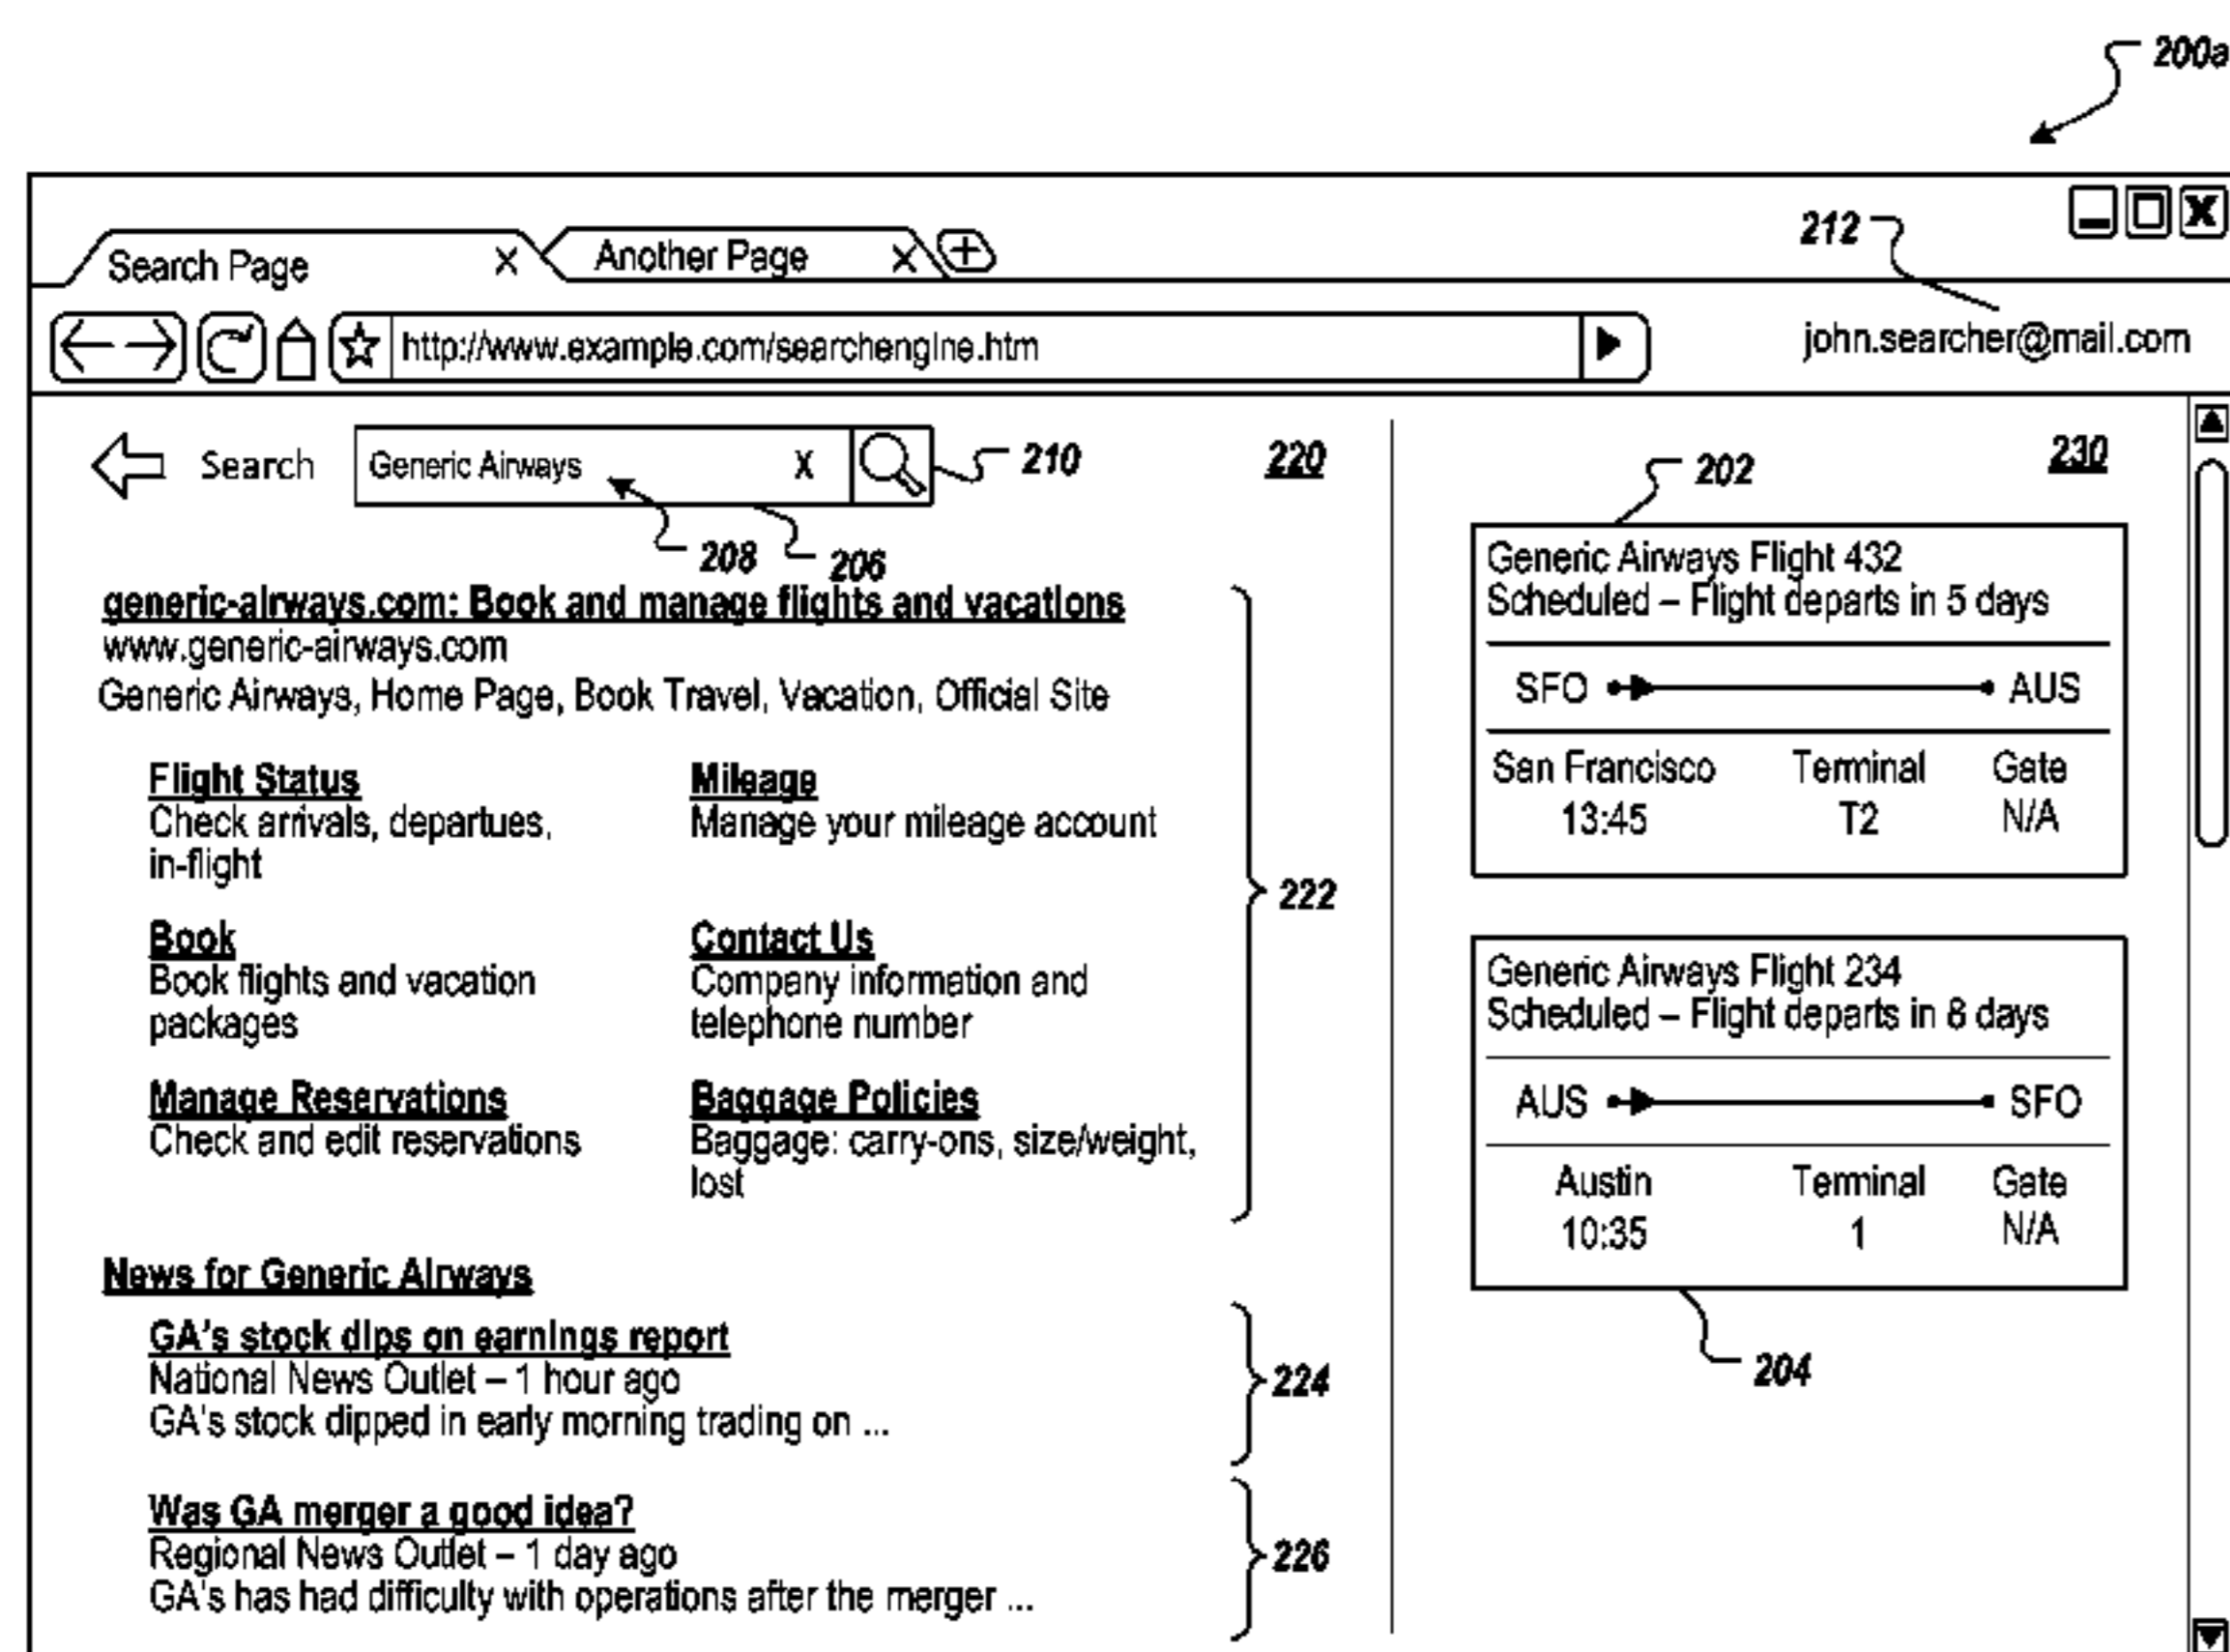 200a
212
Search Page X Another Page X
http://www.example.com/searchengine.htm
john.searcher@mail.com
Search Generic Airways X 210 220
208 206
generic-airways.com: Book and manage flights and vacations
www.generic-airways.com
Generic Airways, Home Page, Book Travel, Vacation, Official Site
Flight Status
Check arrivals, departues,
in-flight
Mileage
Manage your mileage account
Book
Book flights and vacation
packages
Contact Us
Company information and
telephone number
Manage Reservations
Check and edit reservations
Baggage Policies
Baggage: carry-ons, size/weight,
lost
222
News for Generic Airways
GA's stock dips on earnings report
National News Outlet – 1 hour ago
GA's stock dipped in early morning trading on ...
224
Was GA merger a good idea?
Regional News Outlet – 1 day ago
GA's has had difficulty with operations after the merger ...
226
202 230
Generic Airways Flight 432
Scheduled – Flight departs in 5 days
SFO AUS
San Francisco Terminal Gate
13:45 T2 N/A
Generic Airways Flight 234
Scheduled – Flight departs in 8 days
AUS SFO
Austin Terminal Gate
10:35 1 N/A
204